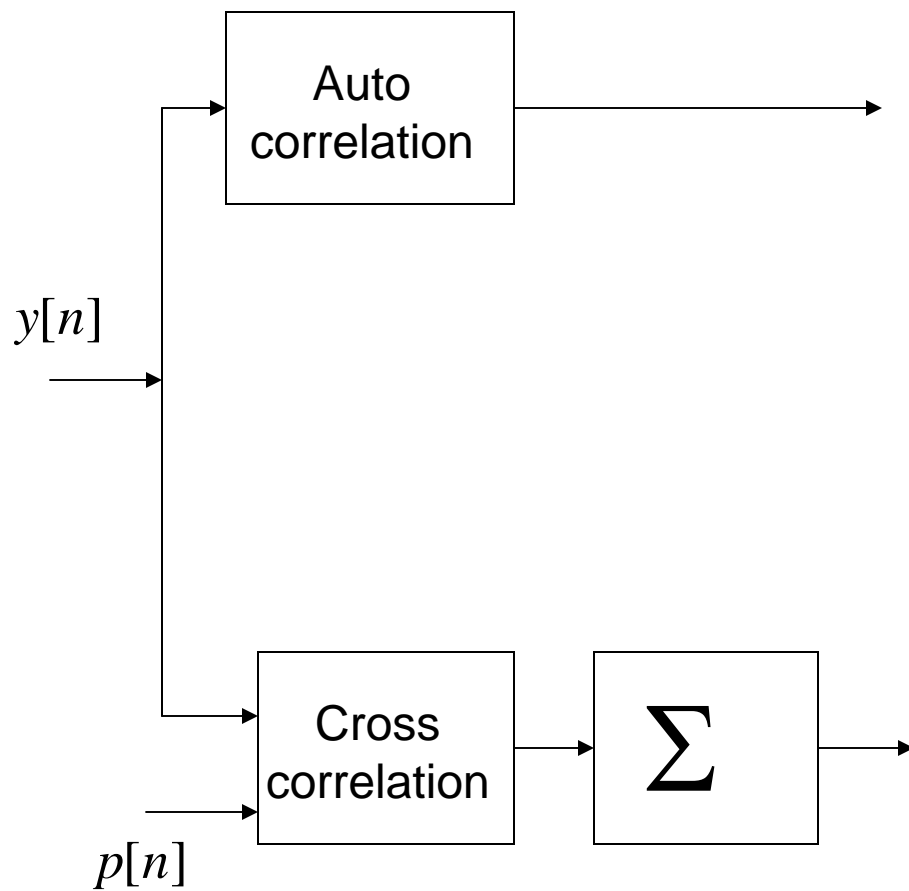 Auto
correlation
y[n]
Cross
correlation
Σ
p[n]